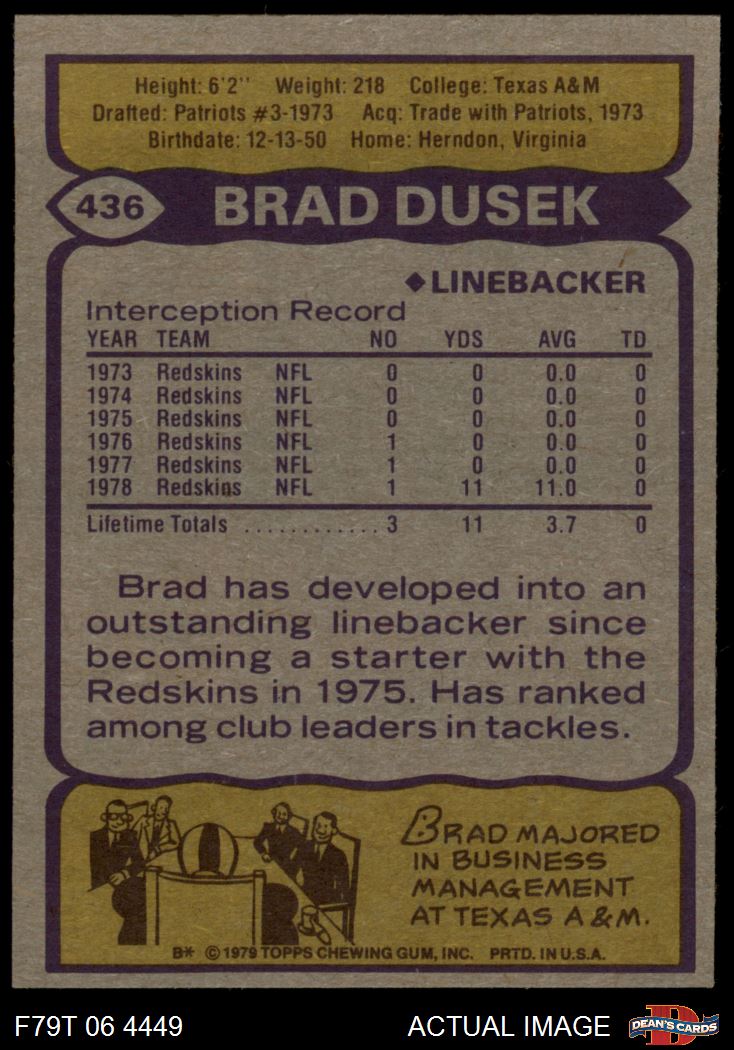 Height: 6'2" Weight: 218 College: Texas A&M
Drafted: Patriots #3-1973 Acq: Trade with Patriots, 1973
Birthdate: 12-13-50 Home: Herndon, Virginia
436 BRAD DUSEK
◆LINEBACKER
Interception Record
YEAR TEAM NO YDS AVG TD
1973 Redskins NFL 0 0 0.0 0
1974 Redskins NFL 0 0 0.0 0
1975 Redskins NFL 0 0 0.0 0
1976 Redskins NFL 1 0 0.0 0
1977 Redskins NFL 1 0 0.0 0
1978 Redskins NFL 1 11 11.0 0
Lifetime Totals ............ 3 11 3.7 0
Brad has developed into an
outstanding linebacker since
becoming a starter with the
Redskins in 1975. Has ranked
among club leaders in tackles.
BRAD MAJORED
IN BUSINESS
MANAGEMENT
AT TEXAS A & M.
B* © 1979 TOPPS CHEWING GUM, INC. PRTD. IN U.S.A.
F79T 06 4449 ACTUAL IMAGE D DEAN'S CARDS